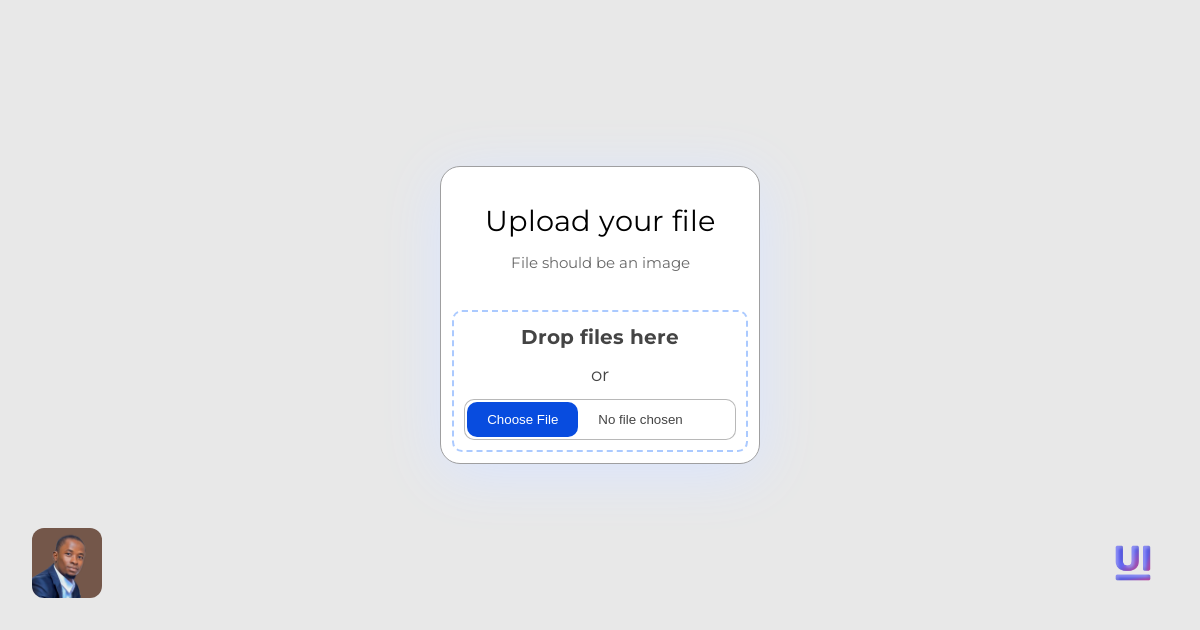 Upload your file
File should be an image
Drop files here
or
Choose File No file chosen
UI